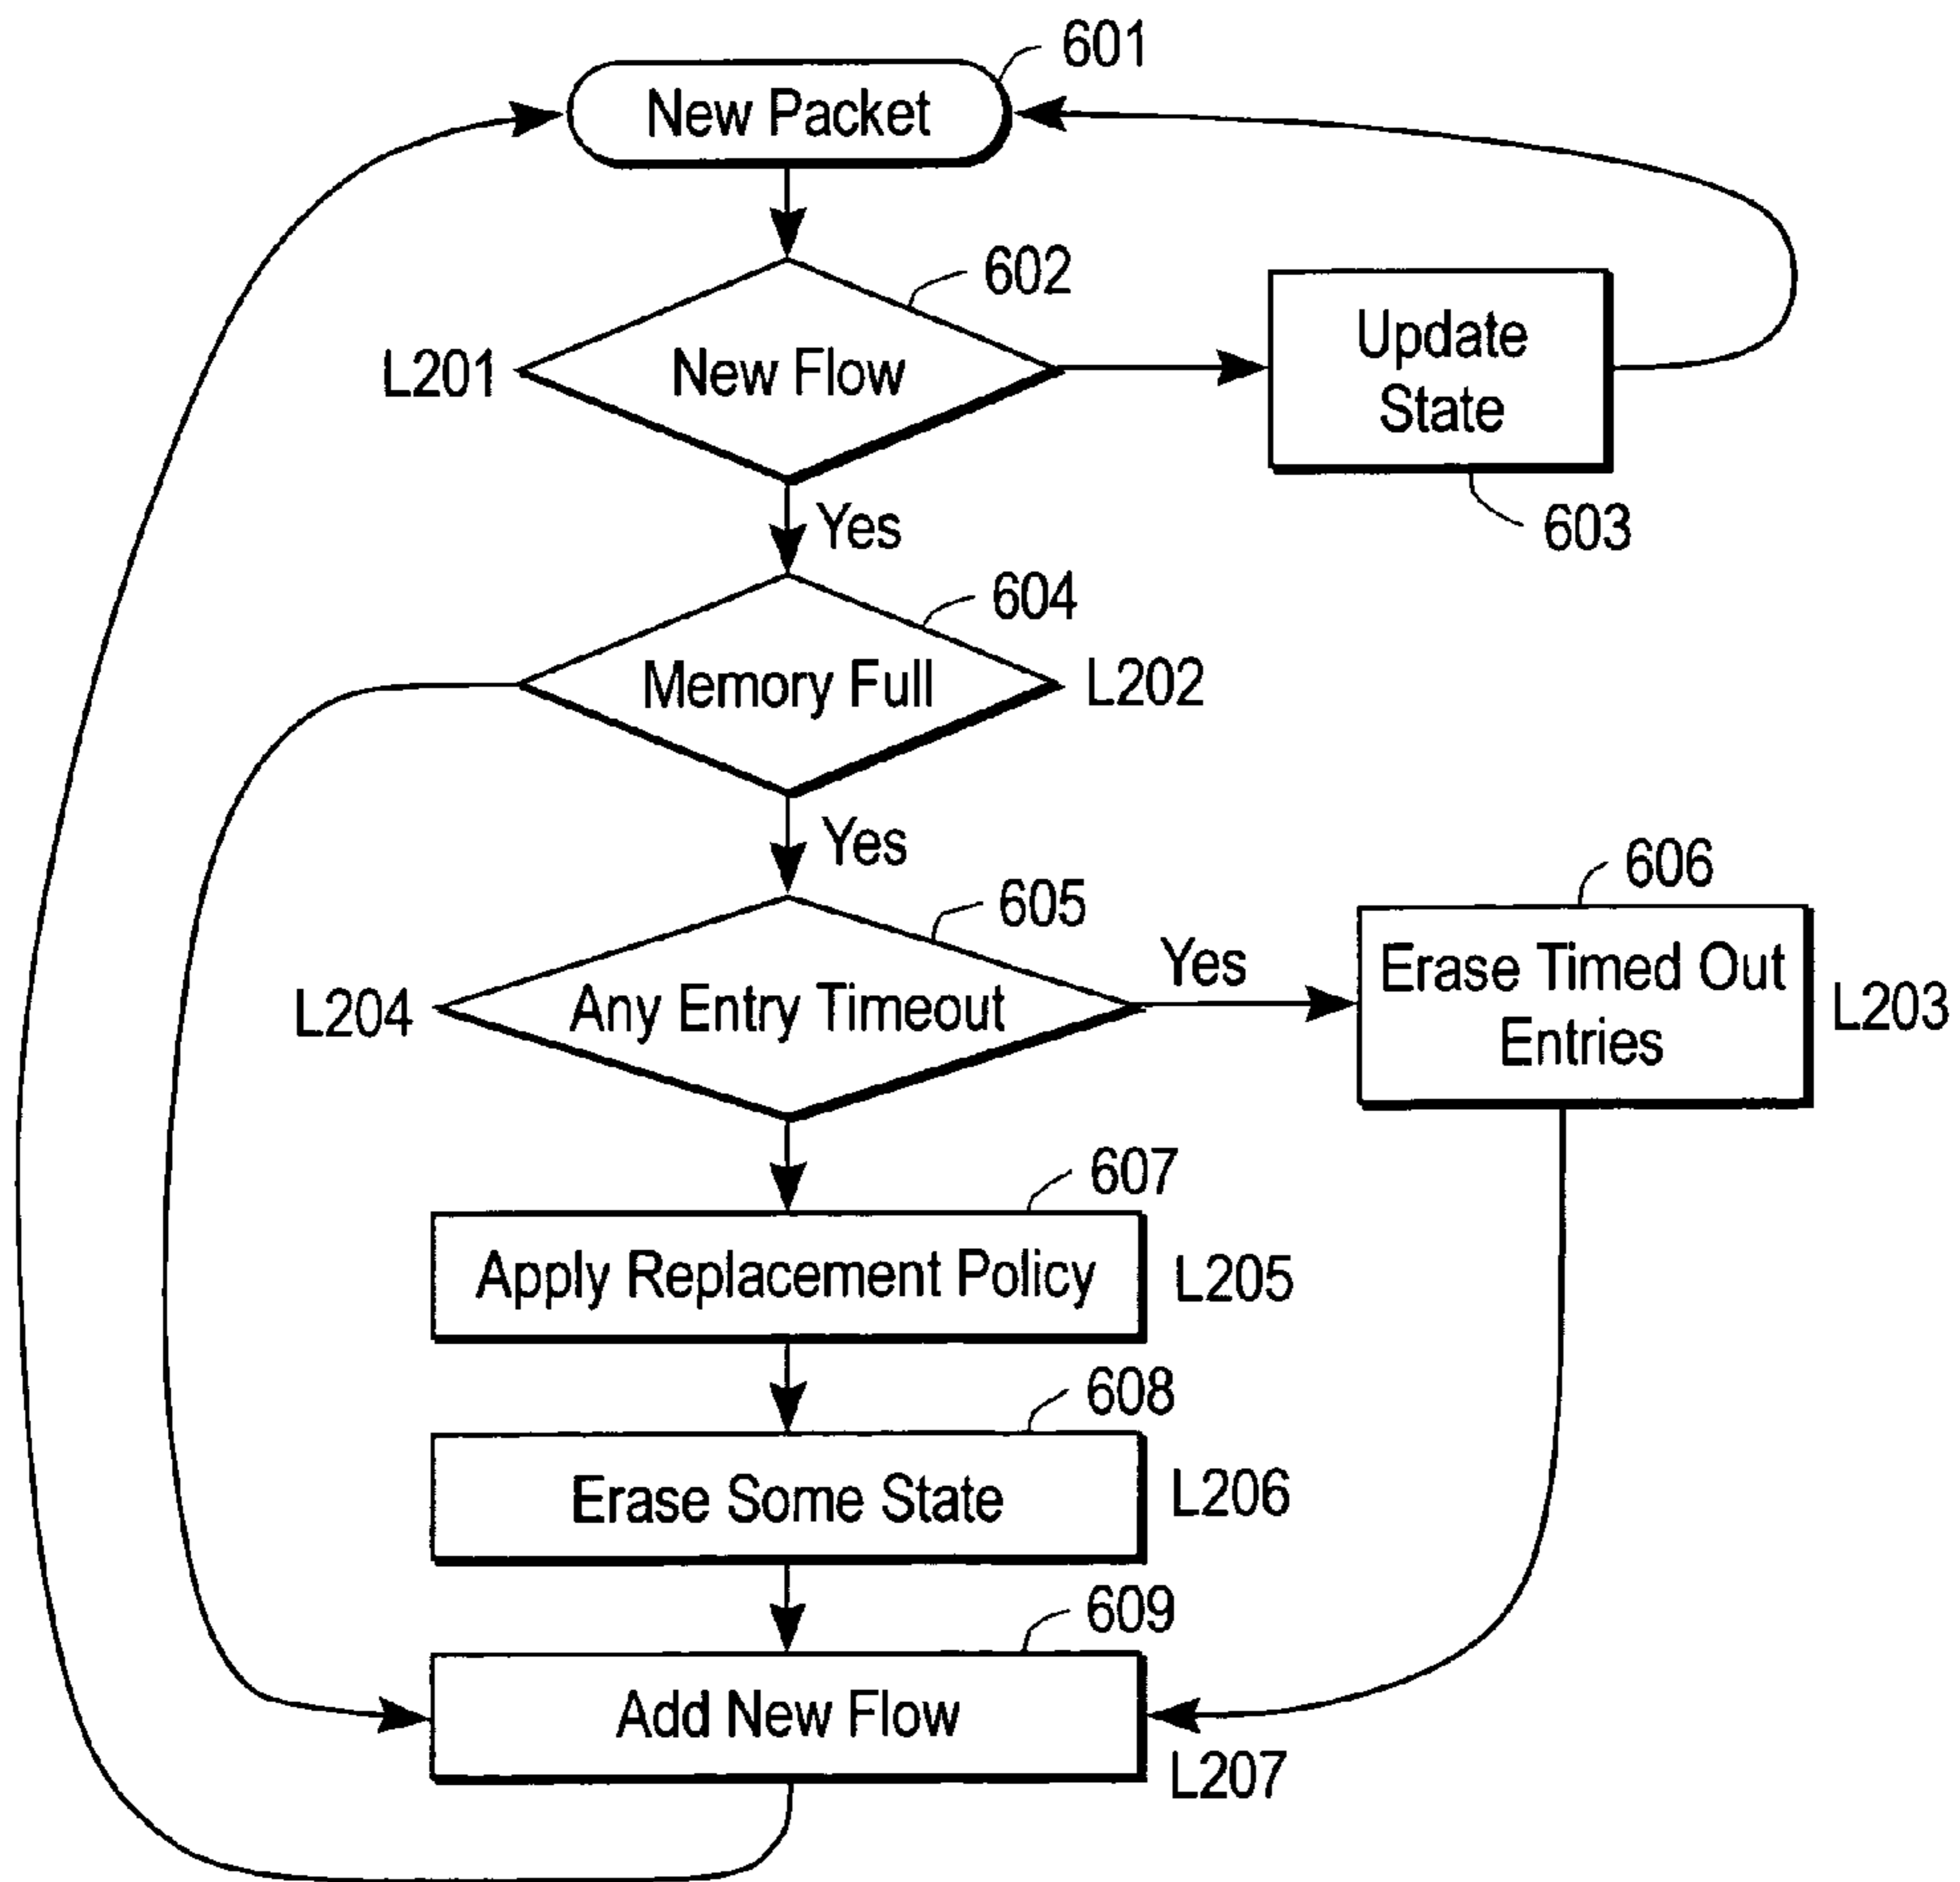 601
New Packet
602
L201
New Flow
Update
State
603
Yes
604
Memory Full
L202
Yes
605
606
Yes
L204
Any Entry Timeout
Erase Timed Out
Entries
L203
607
Apply Replacement Policy
L205
608
Erase Some State
L206
609
Add New Flow
L207